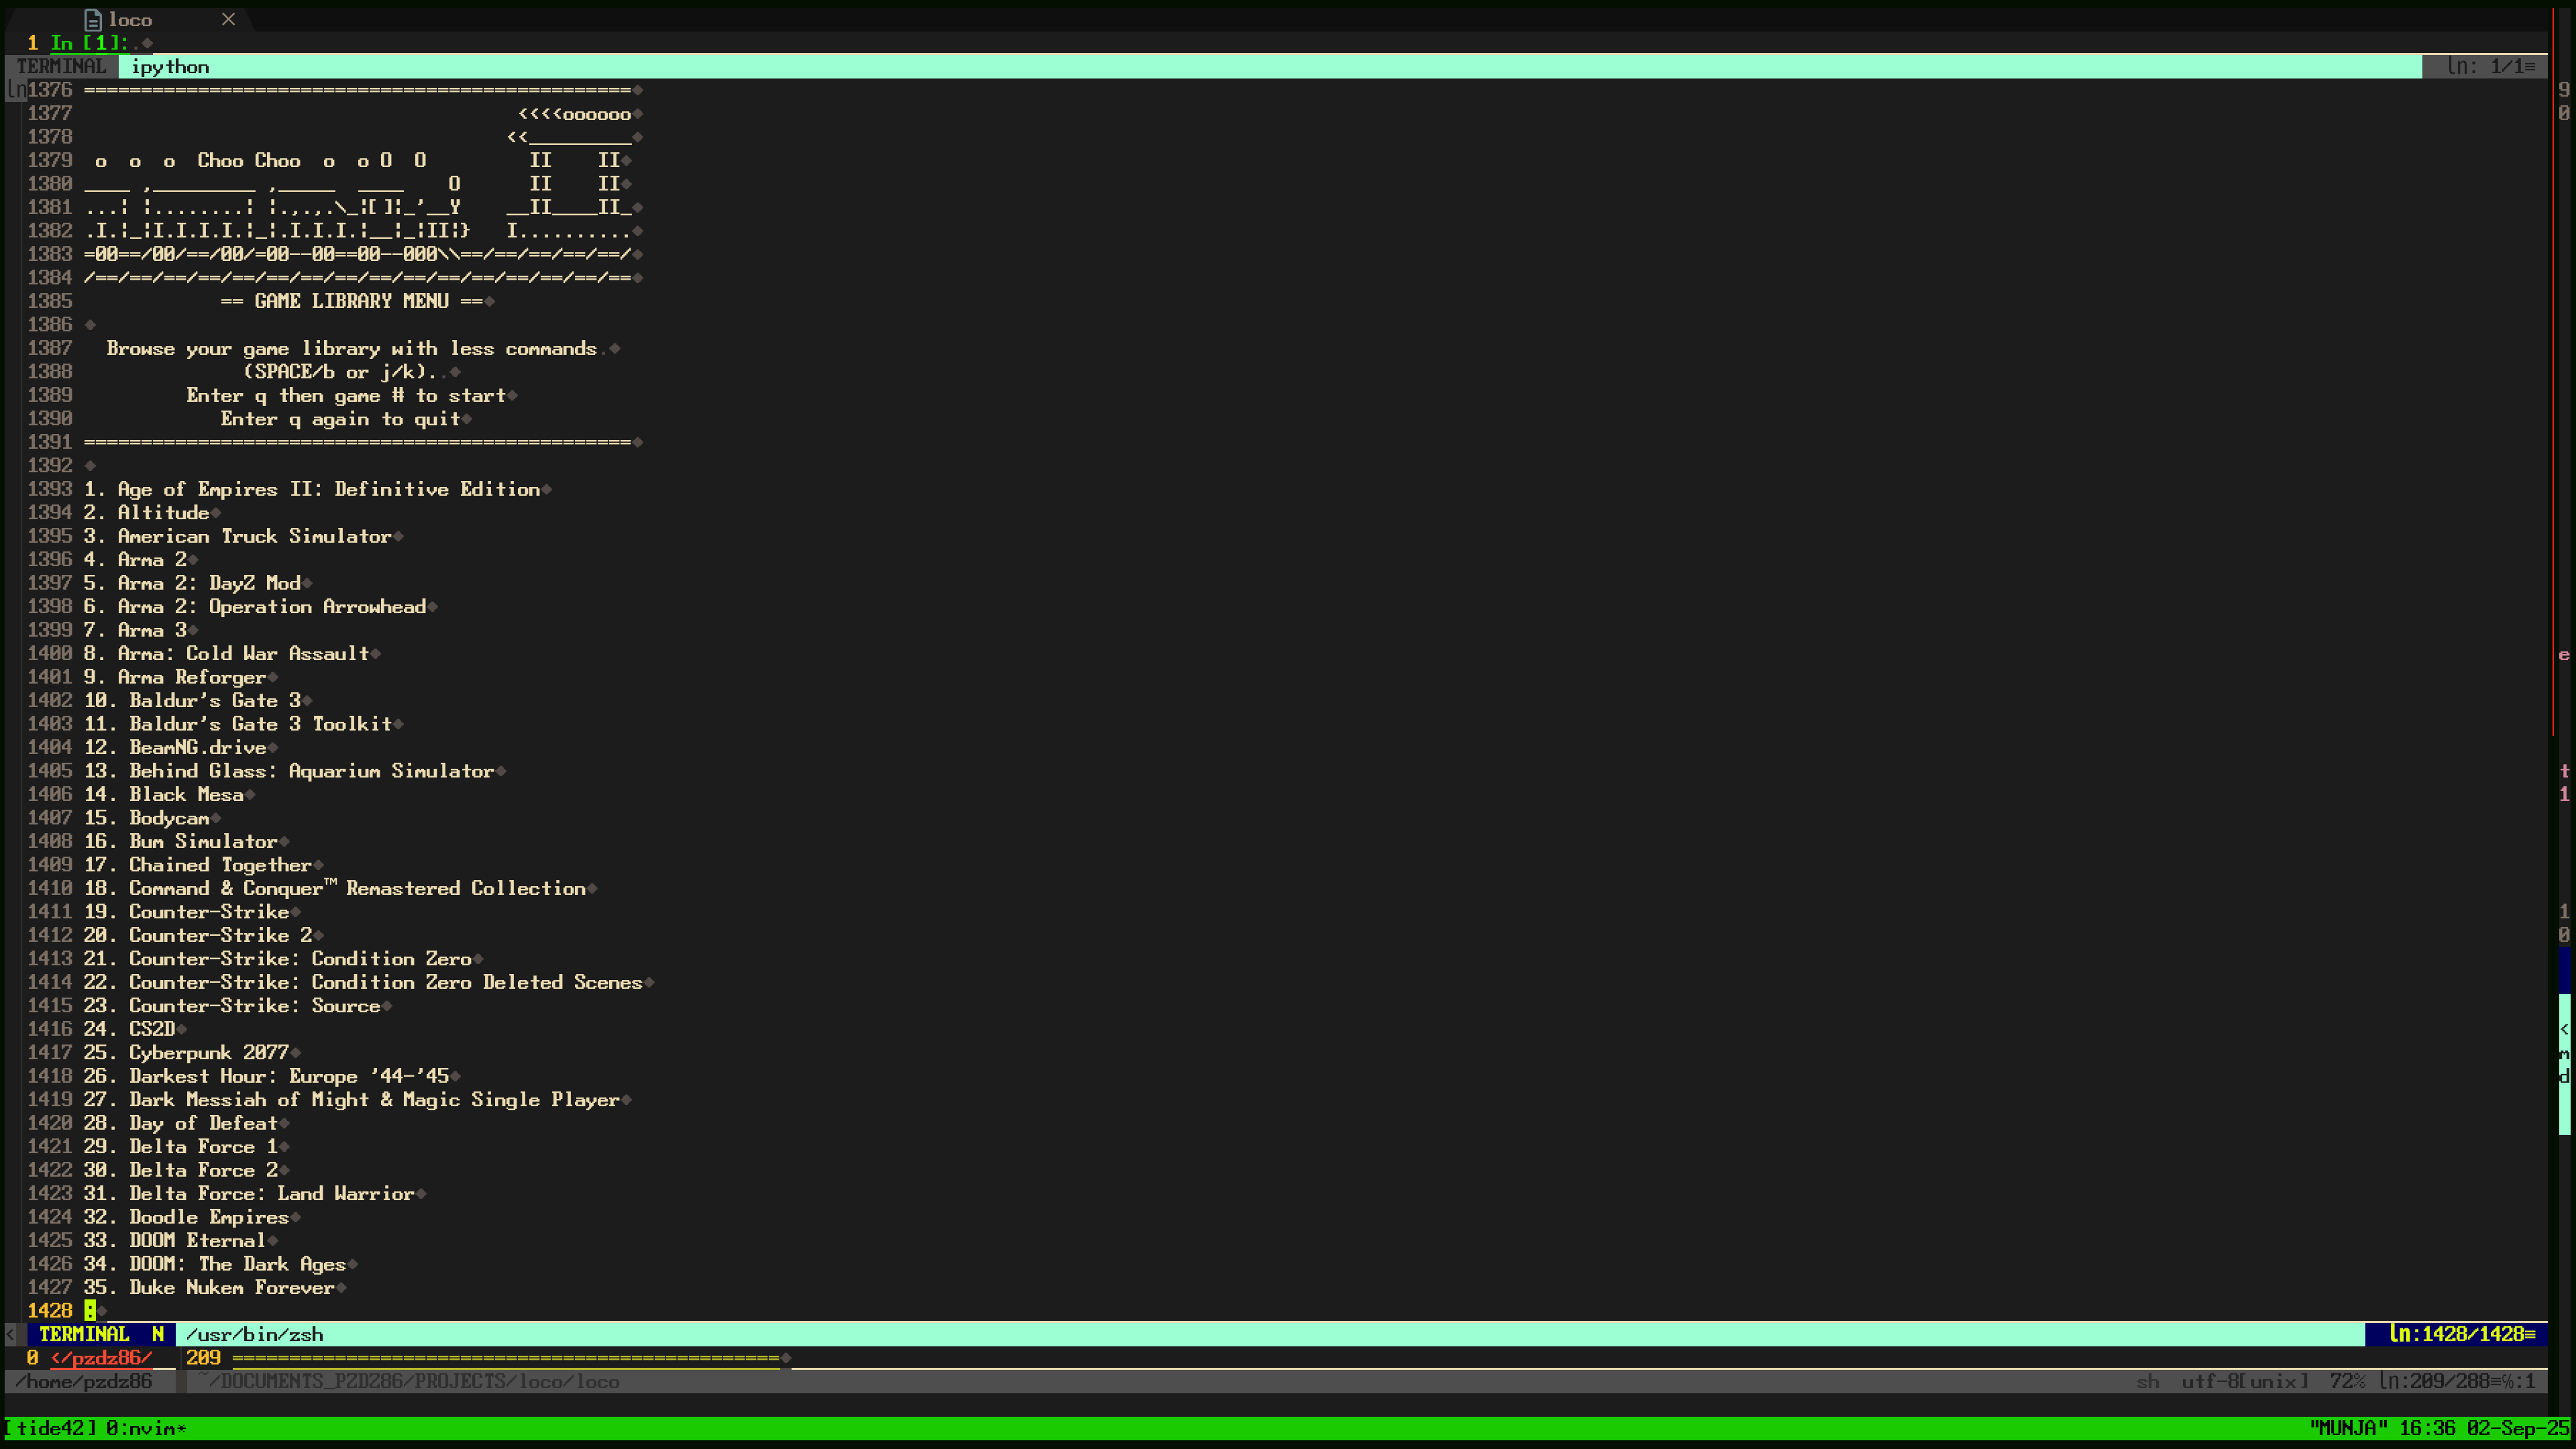 loco ×
1 In [1]:.
TERMINAL ipython ln: 1/1≡
ln1376 ================================================
1377                                       <<<<oooooo
1378                                      <<_________
1379  o  o  o  Choo Choo  o  o O  O         II    II
1380 ____ ,_________ ,_____  ____    O      II    II
1381 ...¦ ¦........¦ ¦.,.,.\_¦[]¦_'__Y    __II____II_
1382 .I.¦_¦I.I.I.I.¦_¦.I.I.I.¦__¦_¦II¦}   I..........
1383 =00==/00/==/00/=00--00==00--000\\==/==/==/==/==/
1384 /==/==/==/==/==/==/==/==/==/==/==/==/==/==/==/==
1385             == GAME LIBRARY MENU ==
1386
1387   Browse your game library with less commands.
1388               (SPACE/b or j/k)..
1389          Enter q then game # to start
1390             Enter q again to quit
1391 ================================================
1392
1393 1. Age of Empires II: Definitive Edition
1394 2. Altitude
1395 3. American Truck Simulator
1396 4. Arma 2
1397 5. Arma 2: DayZ Mod
1398 6. Arma 2: Operation Arrowhead
1399 7. Arma 3
1400 8. Arma: Cold War Assault
1401 9. Arma Reforger
1402 10. Baldur's Gate 3
1403 11. Baldur's Gate 3 Toolkit
1404 12. BeamNG.drive
1405 13. Behind Glass: Aquarium Simulator
1406 14. Black Mesa
1407 15. Bodycam
1408 16. Bum Simulator
1409 17. Chained Together
1410 18. Command & Conquer™ Remastered Collection
1411 19. Counter-Strike
1412 20. Counter-Strike 2
1413 21. Counter-Strike: Condition Zero
1414 22. Counter-Strike: Condition Zero Deleted Scenes
1415 23. Counter-Strike: Source
1416 24. CS2D
1417 25. Cyberpunk 2077
1418 26. Darkest Hour: Europe '44-'45
1419 27. Dark Messiah of Might & Magic Single Player
1420 28. Day of Defeat
1421 29. Delta Force 1
1422 30. Delta Force 2
1423 31. Delta Force: Land Warrior
1424 32. Doodle Empires
1425 33. DOOM Eternal
1426 34. DOOM: The Dark Ages
1427 35. Duke Nukem Forever
1428 :
< TERMINAL N /usr/bin/zsh ln:1428/1428≡
0 </pzdz86/ 209 ================================================
/home/pzdz86 ~/DOCUMENTS_PZDZ86/PROJECTS/loco/loco sh utf-8[unix] 72% ln:209/288≡℅:1
[tide42] 0:nvim* "MUNJA" 16:36 02-Sep-25
9
0
e
t
1
1
0
<
m
d